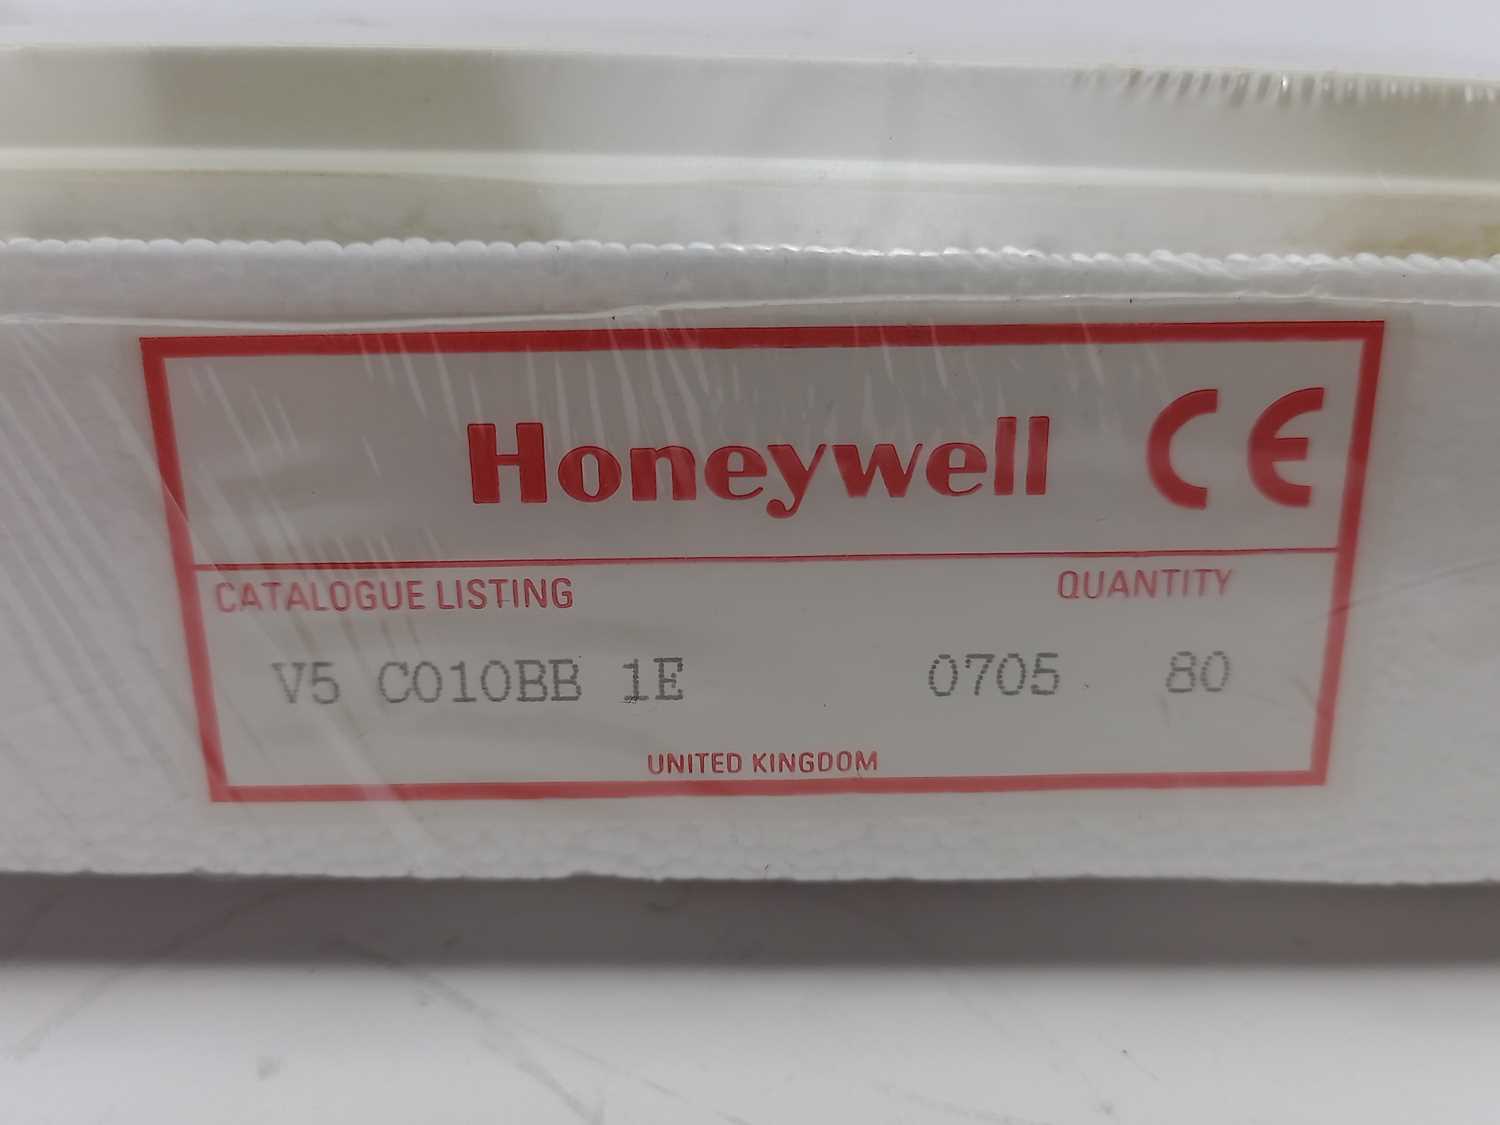 Honeywell CE
CATALOGUE LISTING QUANTITY
V5 C010BB 1E 0705 80
UNITED KINGDOM